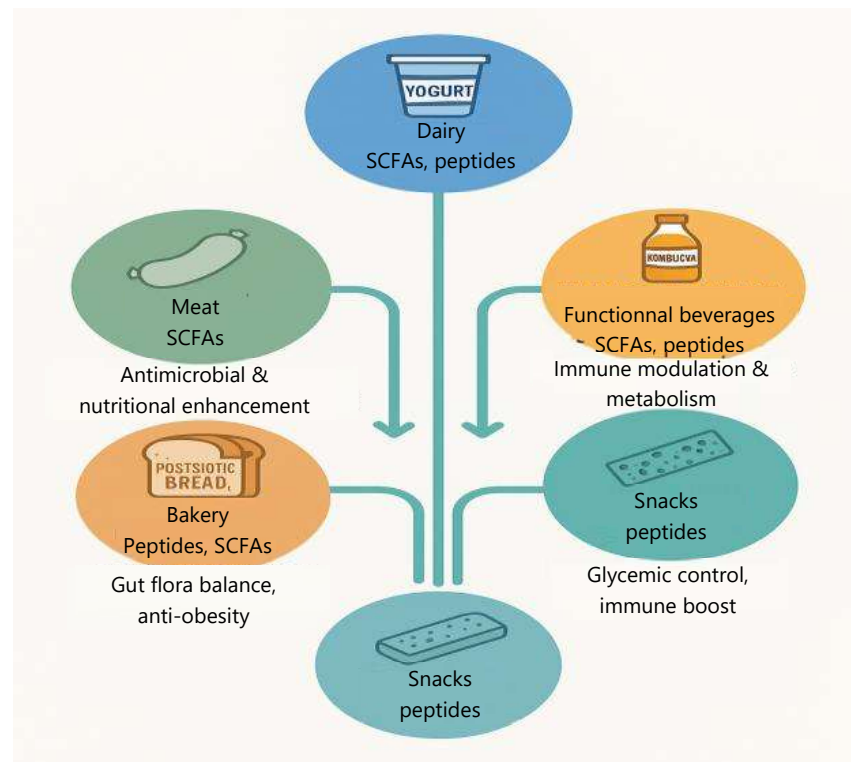 YOGURT
Dairy
SCFAs, peptides
Meat
SCFAs
Antimicrobial &
nutritional enhancement
KOMBUCVA
Functionnal beverages
SCFAs, peptides
Immune modulation &
metabolism
POSTSIOTIC
BREAD,
Bakery
Peptides, SCFAs
Gut flora balance,
anti-obesity
Snacks
peptides
Glycemic control,
immune boost
Snacks
peptides